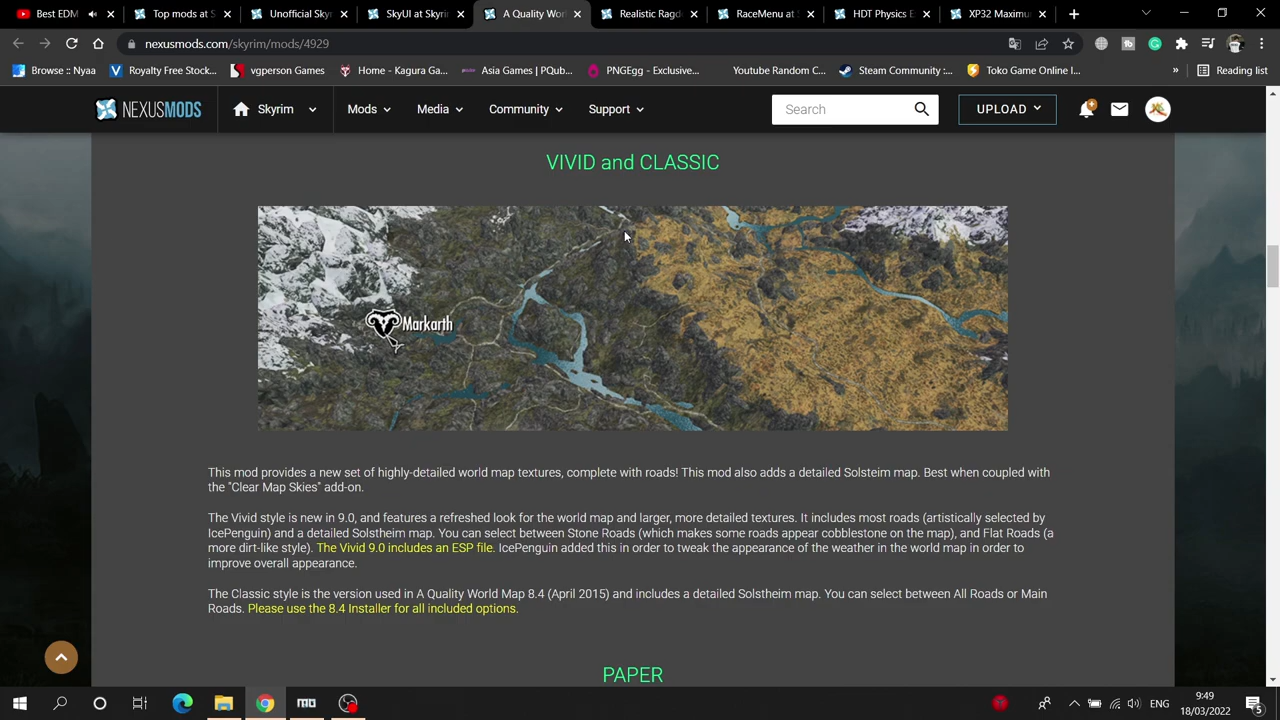 Best EDM
Top mods at S
Unofficial Sky
SkyUI at Skyrim
A Quality Wor
Realistic Ragd
RaceMenu at S
HDT Physics E
XP32 Maximu
nexusmods.com/skyrim/mods/4929
Browse :: Nyaa
Royalty Free Stock...
vgperson Games
Home - Kagura Ga...
Asia Games | PQub...
PNGEgg - Exclusive...
Youtube Random C...
Steam Community :...
Toko Game Online I...
»
Reading list
NEXUSMODS
Skyrim
Mods
Media
Community
Support
Search
UPLOAD
VIVID and CLASSIC
Markarth
This mod provides a new set of highly-detailed world map textures, complete with roads! This mod also adds a detailed Solsteim map. Best when coupled with
the "Clear Map Skies" add-on.
The Vivid style is new in 9.0, and features a refreshed look for the world map and larger, more detailed textures. It includes most roads (artistically selected by
IcePenguin) and a detailed Solstheim map. You can select between Stone Roads (which makes some roads appear cobblestone on the map), and Flat Roads (a
more dirt-like style). The Vivid 9.0 includes an ESP file. IcePenguin added this in order to tweak the appearance of the weather in the world map in order to
improve overall appearance.
The Classic style is the version used in A Quality World Map 8.4 (April 2015) and includes a detailed Solstheim map. You can select between All Roads or Main
Roads. Please use the 8.4 Installer for all included options.
PAPER
ENG
9:49
18/03/2022
5